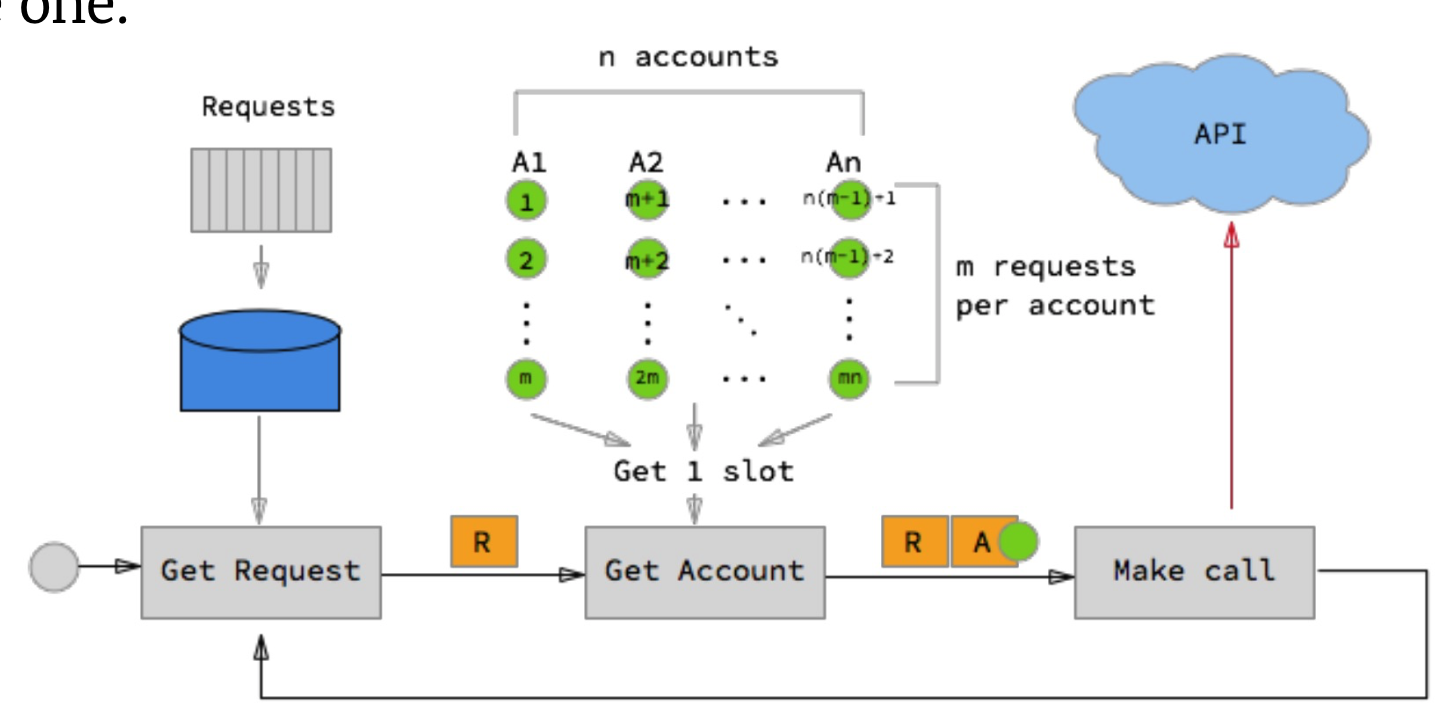 one.
n accounts
Requests
API
A1 A2 An
1 m+1 ... n(m-1)+1
2 m+2 ... n(m-1)+2
m requests
per account
m 2m ... mn
Get 1 slot
R R A
Get Request Get Account Make call